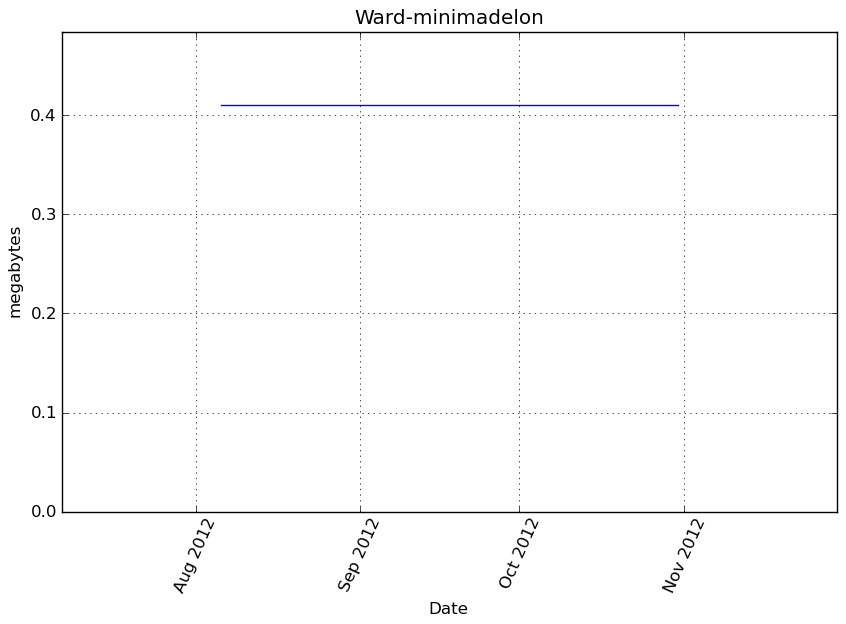 Ward-minimadelon
megabytes
0.4
0.3
0.2
0.1
0.0
Aug 2012
Sep 2012
Oct 2012
Nov 2012
Date